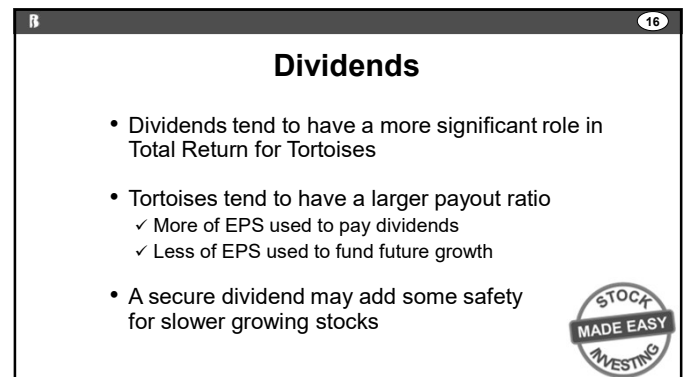 16
Dividends
• Dividends tend to have a more significant role in
Total Return for Tortoises
• Tortoises tend to have a larger payout ratio
✓ More of EPS used to pay dividends
✓ Less of EPS used to fund future growth
• A secure dividend may add some safety
for slower growing stocks
STOCK
MADE EASY
INVESTING